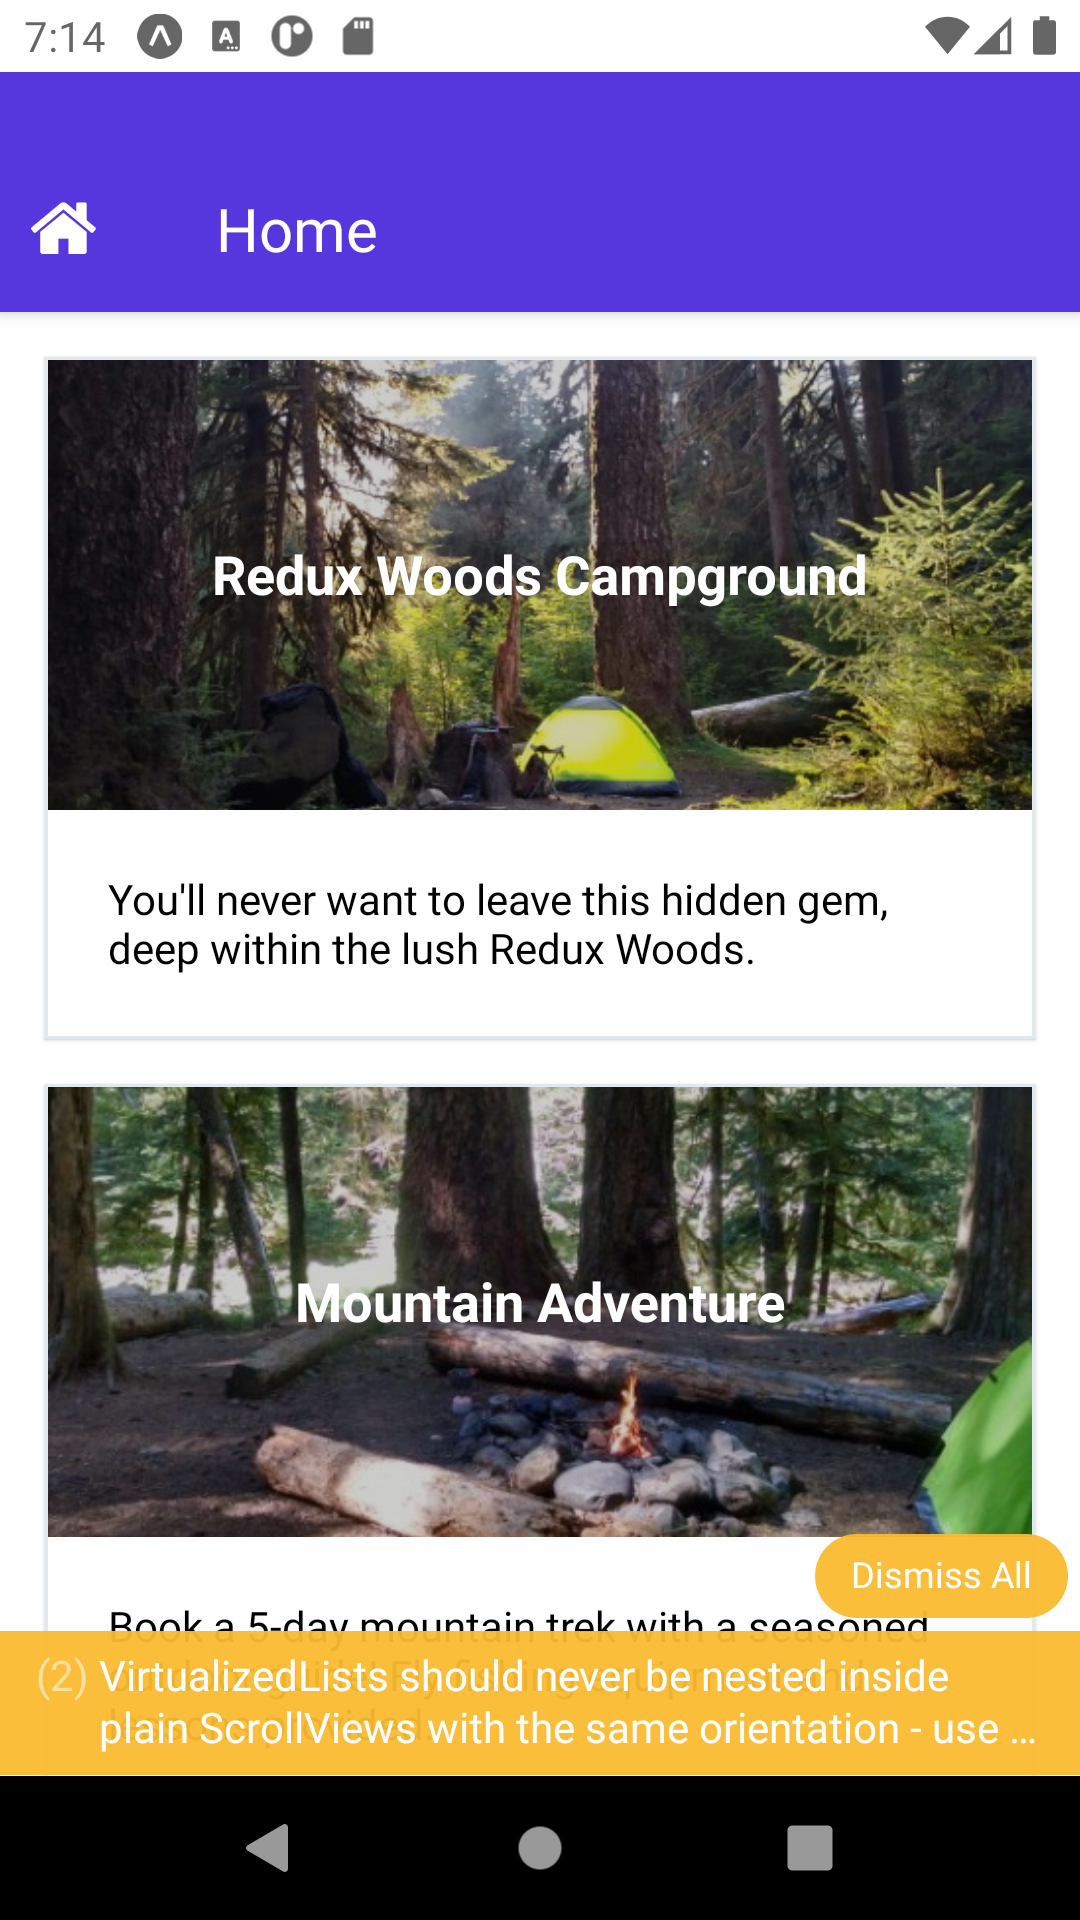 7:14
Home
Redux Woods Campground
You'll never want to leave this hidden gem,
deep within the lush Redux Woods.
Mountain Adventure
Dismiss All
Book a 5-day mountain trek with a seasoned
(2) VirtualizedLists should never be nested inside
plain ScrollViews with the same orientation - use ...